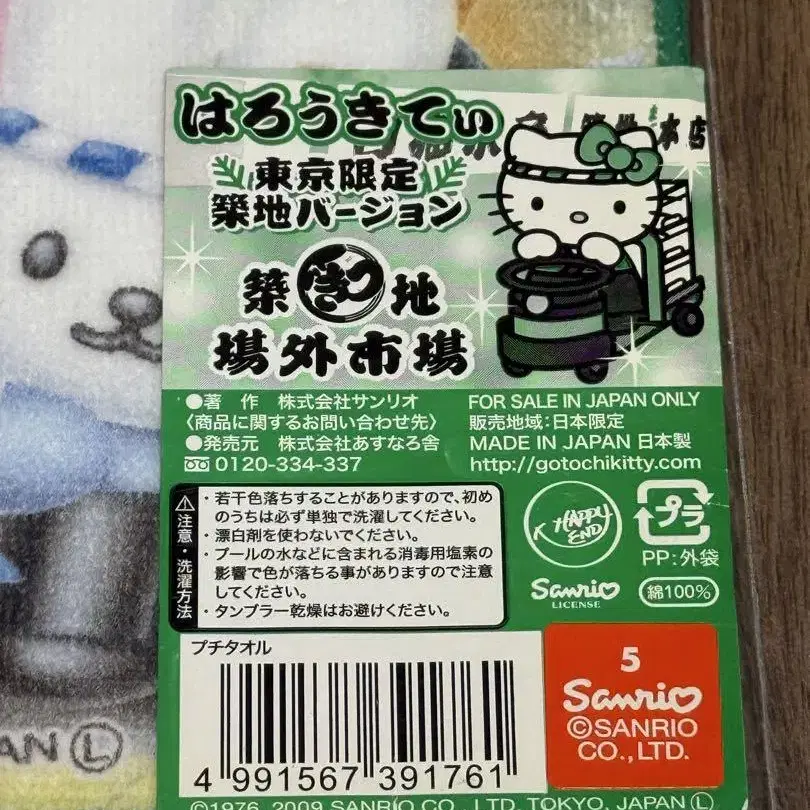 はろうきてぃ
東京限定
築地バージョン
築 つきじ 地
場外市場
本店
●著 作 株式会社サンリオ
〈商品に関するお問い合わせ先〉
●発売元 株式会社あすなろ舎
0120-334-337
FOR SALE IN JAPAN ONLY
販売地域:日本限定
MADE IN JAPAN 日本製
http://gotochikitty.com
注意・洗濯方法
・若干色落ちすることがありますので、初め
のうちは必ず単独で洗濯してください。
・漂白剤を使わないでください。
・プールの水などに含まれる消毒用塩素の
影響で色が落ちる事がありますので注意
してください。
・タンブラー乾燥はお避けください。
HAPPY
END
プラ
PP:外袋
Sanrio
LICENSE
綿100%
プチタオル
4 991567 391761
5
Sanrio
©SANRIO
CO., LTD.
©1976, 2009 SANRIO CO., LTD. TOKYO, JAPAN Ⓛ
AN Ⓛ